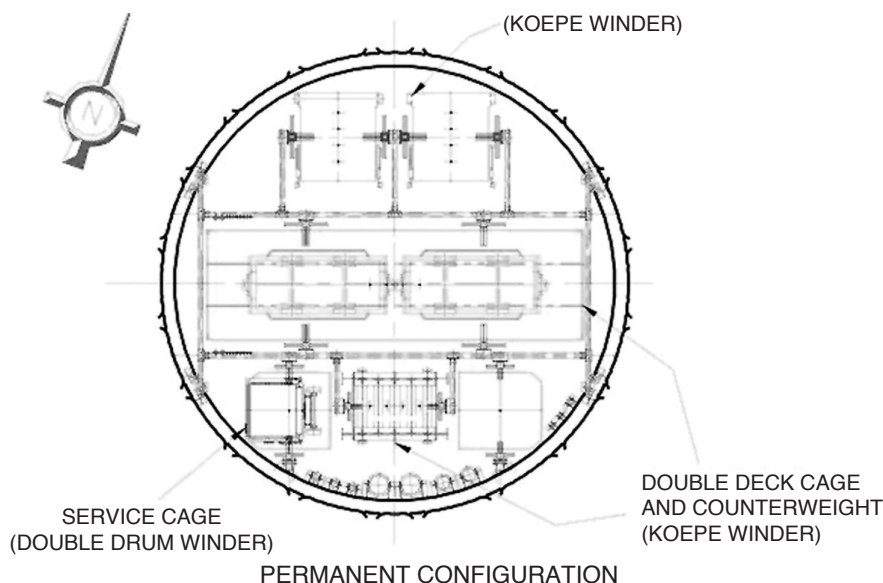 (KOEPE WINDER)
N
DOUBLE DECK CAGE
AND COUNTERWEIGHT
(KOEPE WINDER)
SERVICE CAGE
(DOUBLE DRUM WINDER)
PERMANENT CONFIGURATION